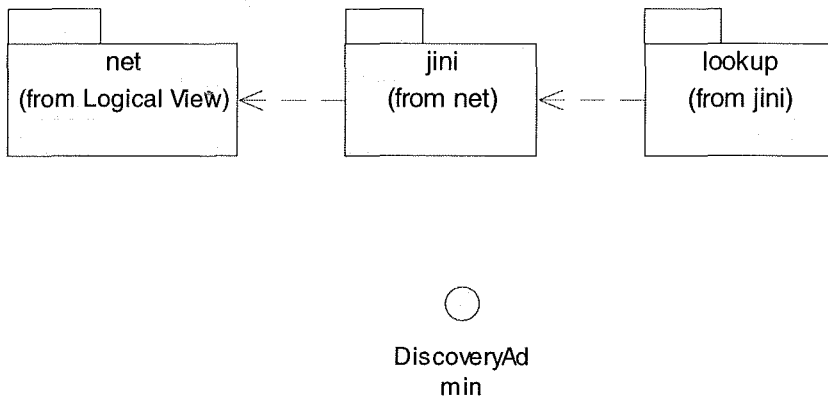 net
(from Logical View)
jini
(from net)
lookup
(from jini)
DiscoveryAd
min